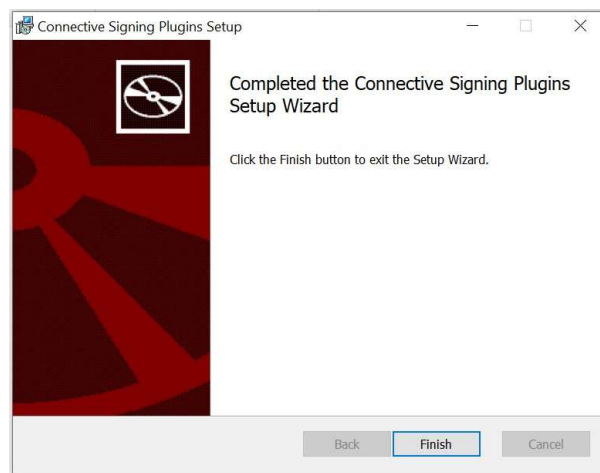 Connective Signing Plugins Setup
Completed the Connective Signing Plugins
Setup Wizard
Click the Finish button to exit the Setup Wizard.
Back Finish Cancel